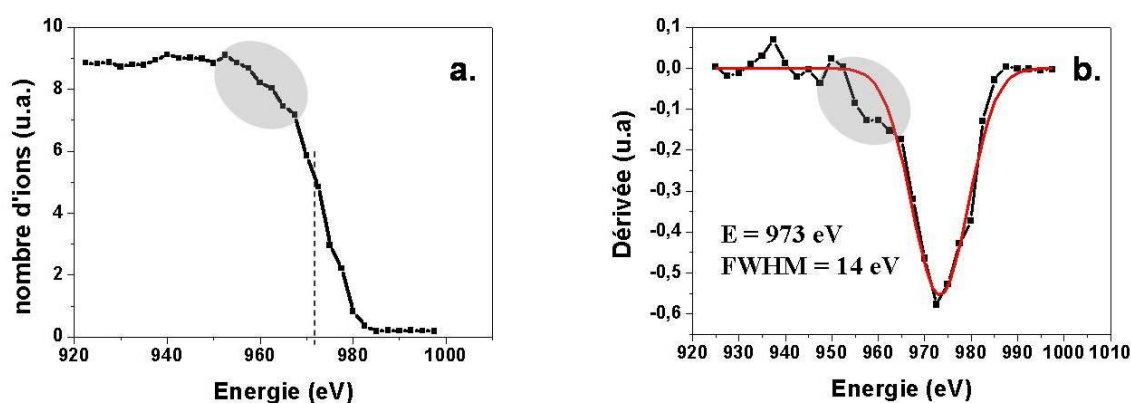 a.
nombre d'ions (u.a.)
10
8
6
4
2
0
920 940 960 980 1000
Energie (eV)
b.
Dérivée (u.a)
0,1
0,0
-0,1
-0,2
-0,3
-0,4
-0,5
-0,6
E = 973 eV
FWHM = 14 eV
920 930 940 950 960 970 980 990 1000 1010
Energie (eV)